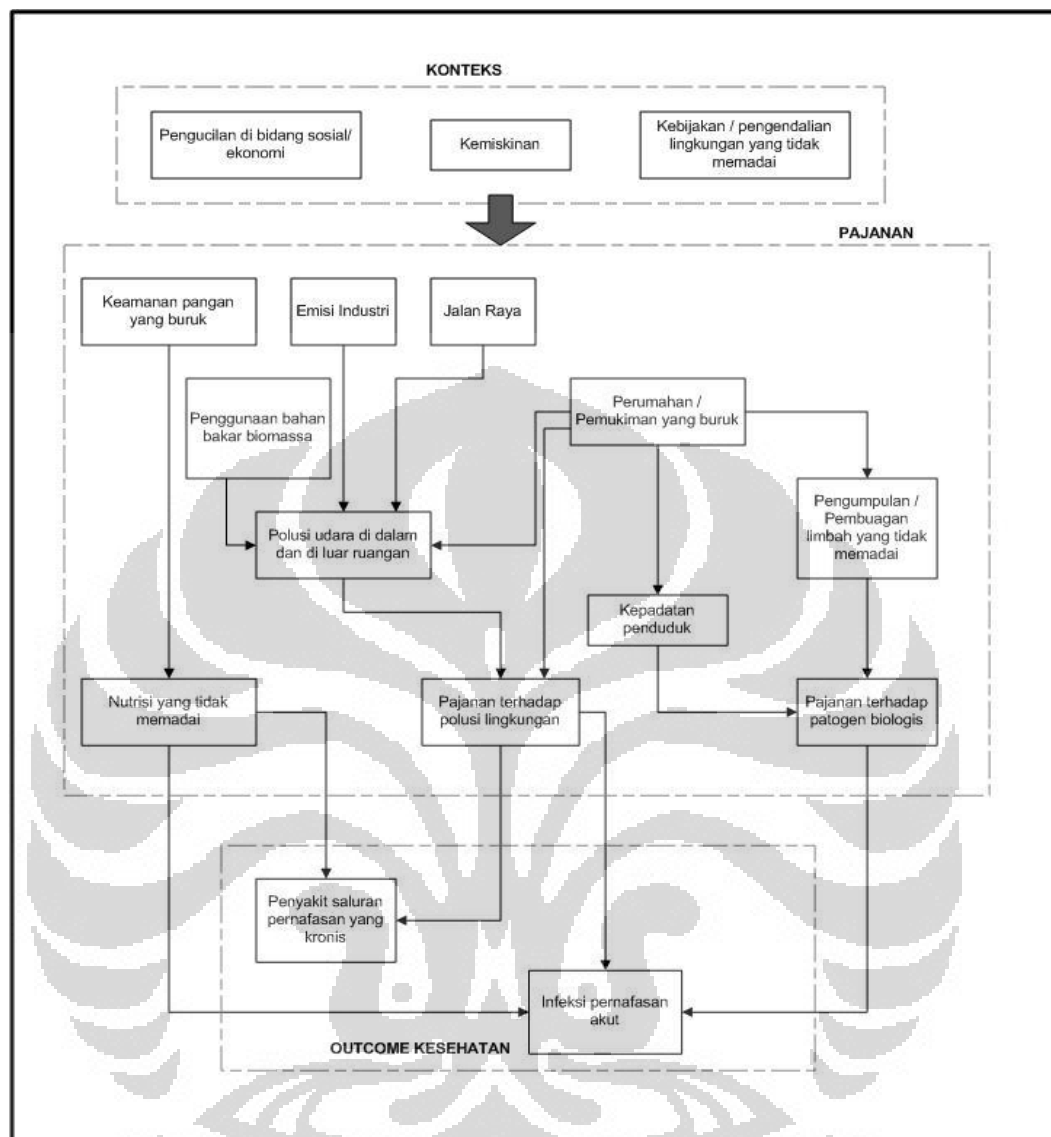 KONTEKS
Pengucilan di bidang sosial/
ekonomi
Kemiskinan
Kebijakan / pengendalian
lingkungan yang tidak
memadai
PAJANAN
Keamanan pangan
yang buruk
Emisi Industri
Jalan Raya
Penggunaan bahan
bakar biomassa
Perumahan /
Pemukiman yang buruk
Polusi udara di dalam
dan di luar ruangan
Pengumpulan /
Pembuagan
limbah yang tidak
memadai
Kepadatan
penduduk
Nutrisi yang tidak
memadai
Pajanan terhadap
polusi lingkungan
Pajanan terhadap
patogen biologis
Penyakit saluran
pernafasan yang
kronis
Infeksi pernafasan
akut
OUTCOME KESEHATAN